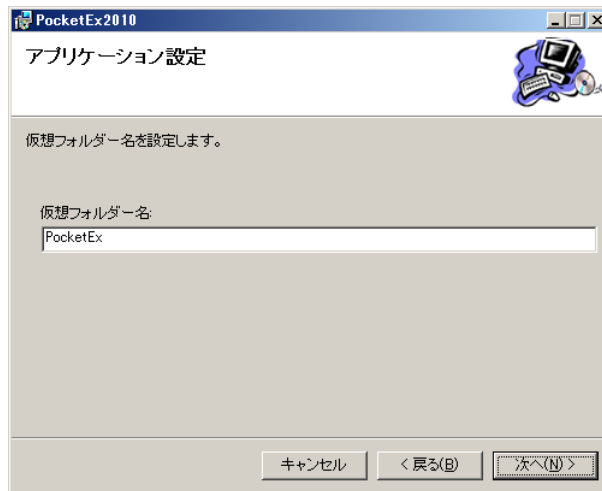 PocketEx2010
アプリケーション設定
仮想フォルダー名を設定します。
仮想フォルダー名:
PocketEx
キャンセル
< 戻る(B)
次へ(N) >